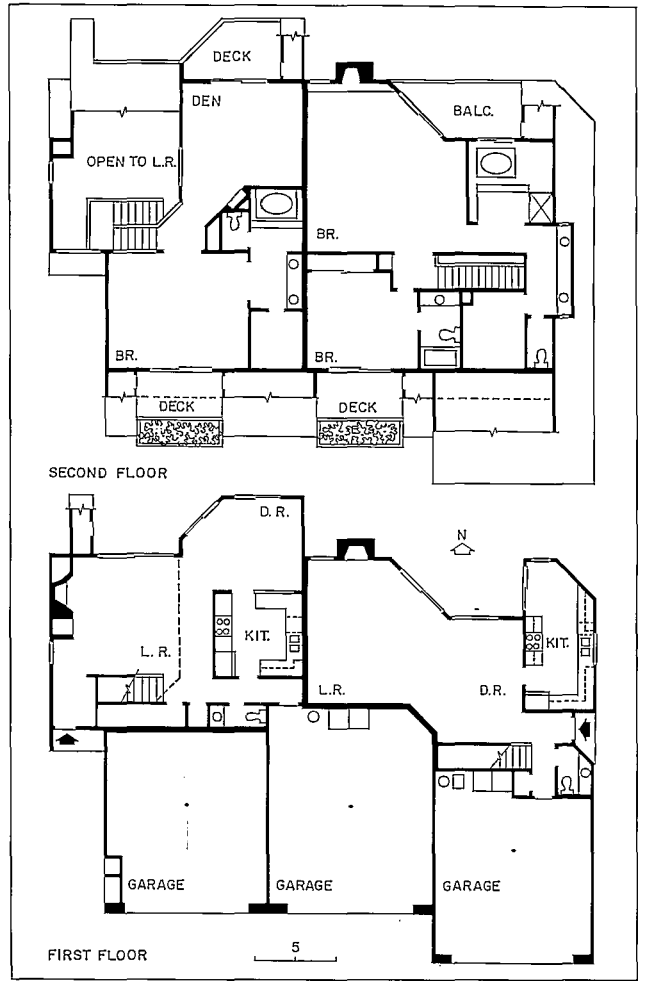 DECK
DEN
BALC.
OPEN TO L.R.
BR.
BR.
BR.
DECK
DECK
SECOND FLOOR
D.R.
N
KIT.
KIT.
L.R.
L.R.
D.R.
GARAGE
GARAGE
GARAGE
FIRST FLOOR
5